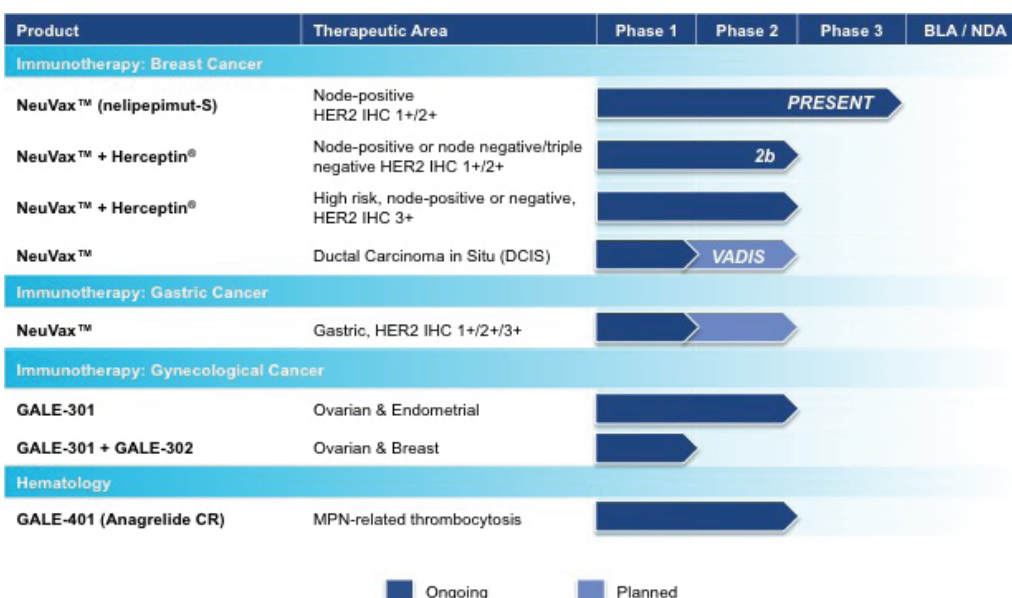 Product Therapeutic Area Phase 1 Phase 2 Phase 3 BLA / NDA
Immunotherapy: Breast Cancer
NeuVax™ (nelipepimut-S) Node-positive
HER2 IHC 1+/2+
PRESENT
NeuVax™ + Herceptin® Node-positive or node negative/triple
negative HER2 IHC 1+/2+
2b
NeuVax™ + Herceptin® High risk, node-positive or negative,
HER2 IHC 3+
NeuVax™ Ductal Carcinoma in Situ (DCIS) VADIS
Immunotherapy: Gastric Cancer
NeuVax™ Gastric, HER2 IHC 1+/2+/3+
Immunotherapy: Gynecological Cancer
GALE-301 Ovarian & Endometrial
GALE-301 + GALE-302 Ovarian & Breast
Hematology
GALE-401 (Anagrelide CR) MPN-related thrombocytosis
Ongoing Planned